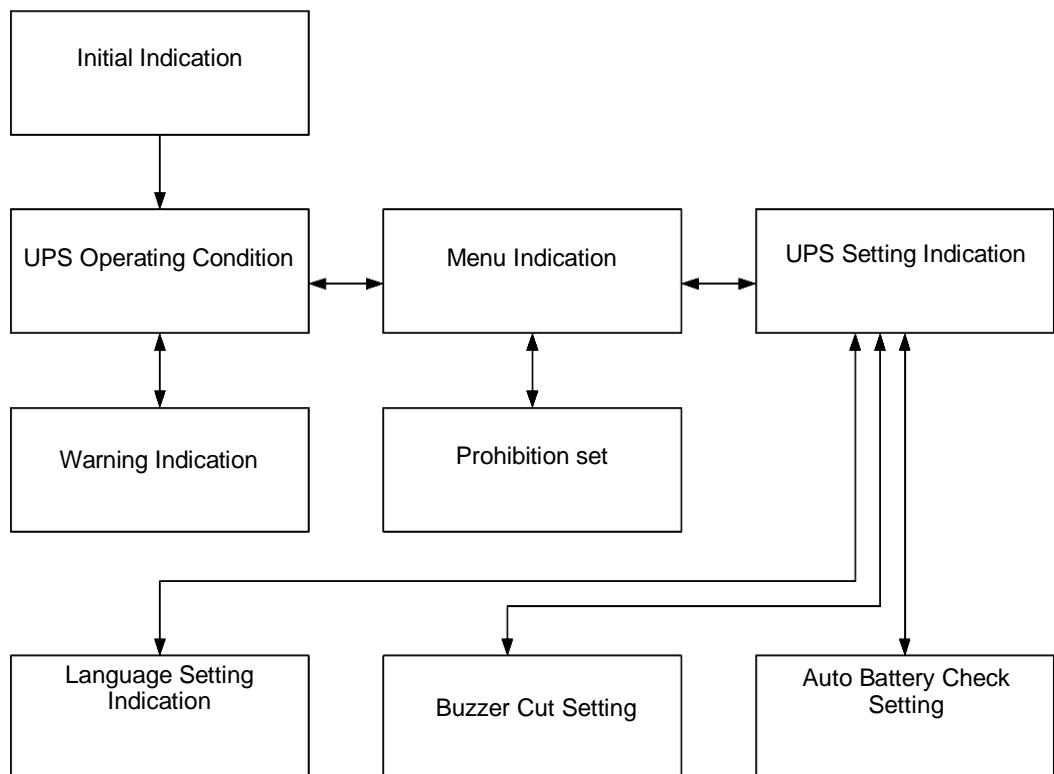 Initial Indication
UPS Operating Condition
Menu Indication
UPS Setting Indication
Warning Indication
Prohibition set
Language Setting
Indication
Buzzer Cut Setting
Auto Battery Check
Setting